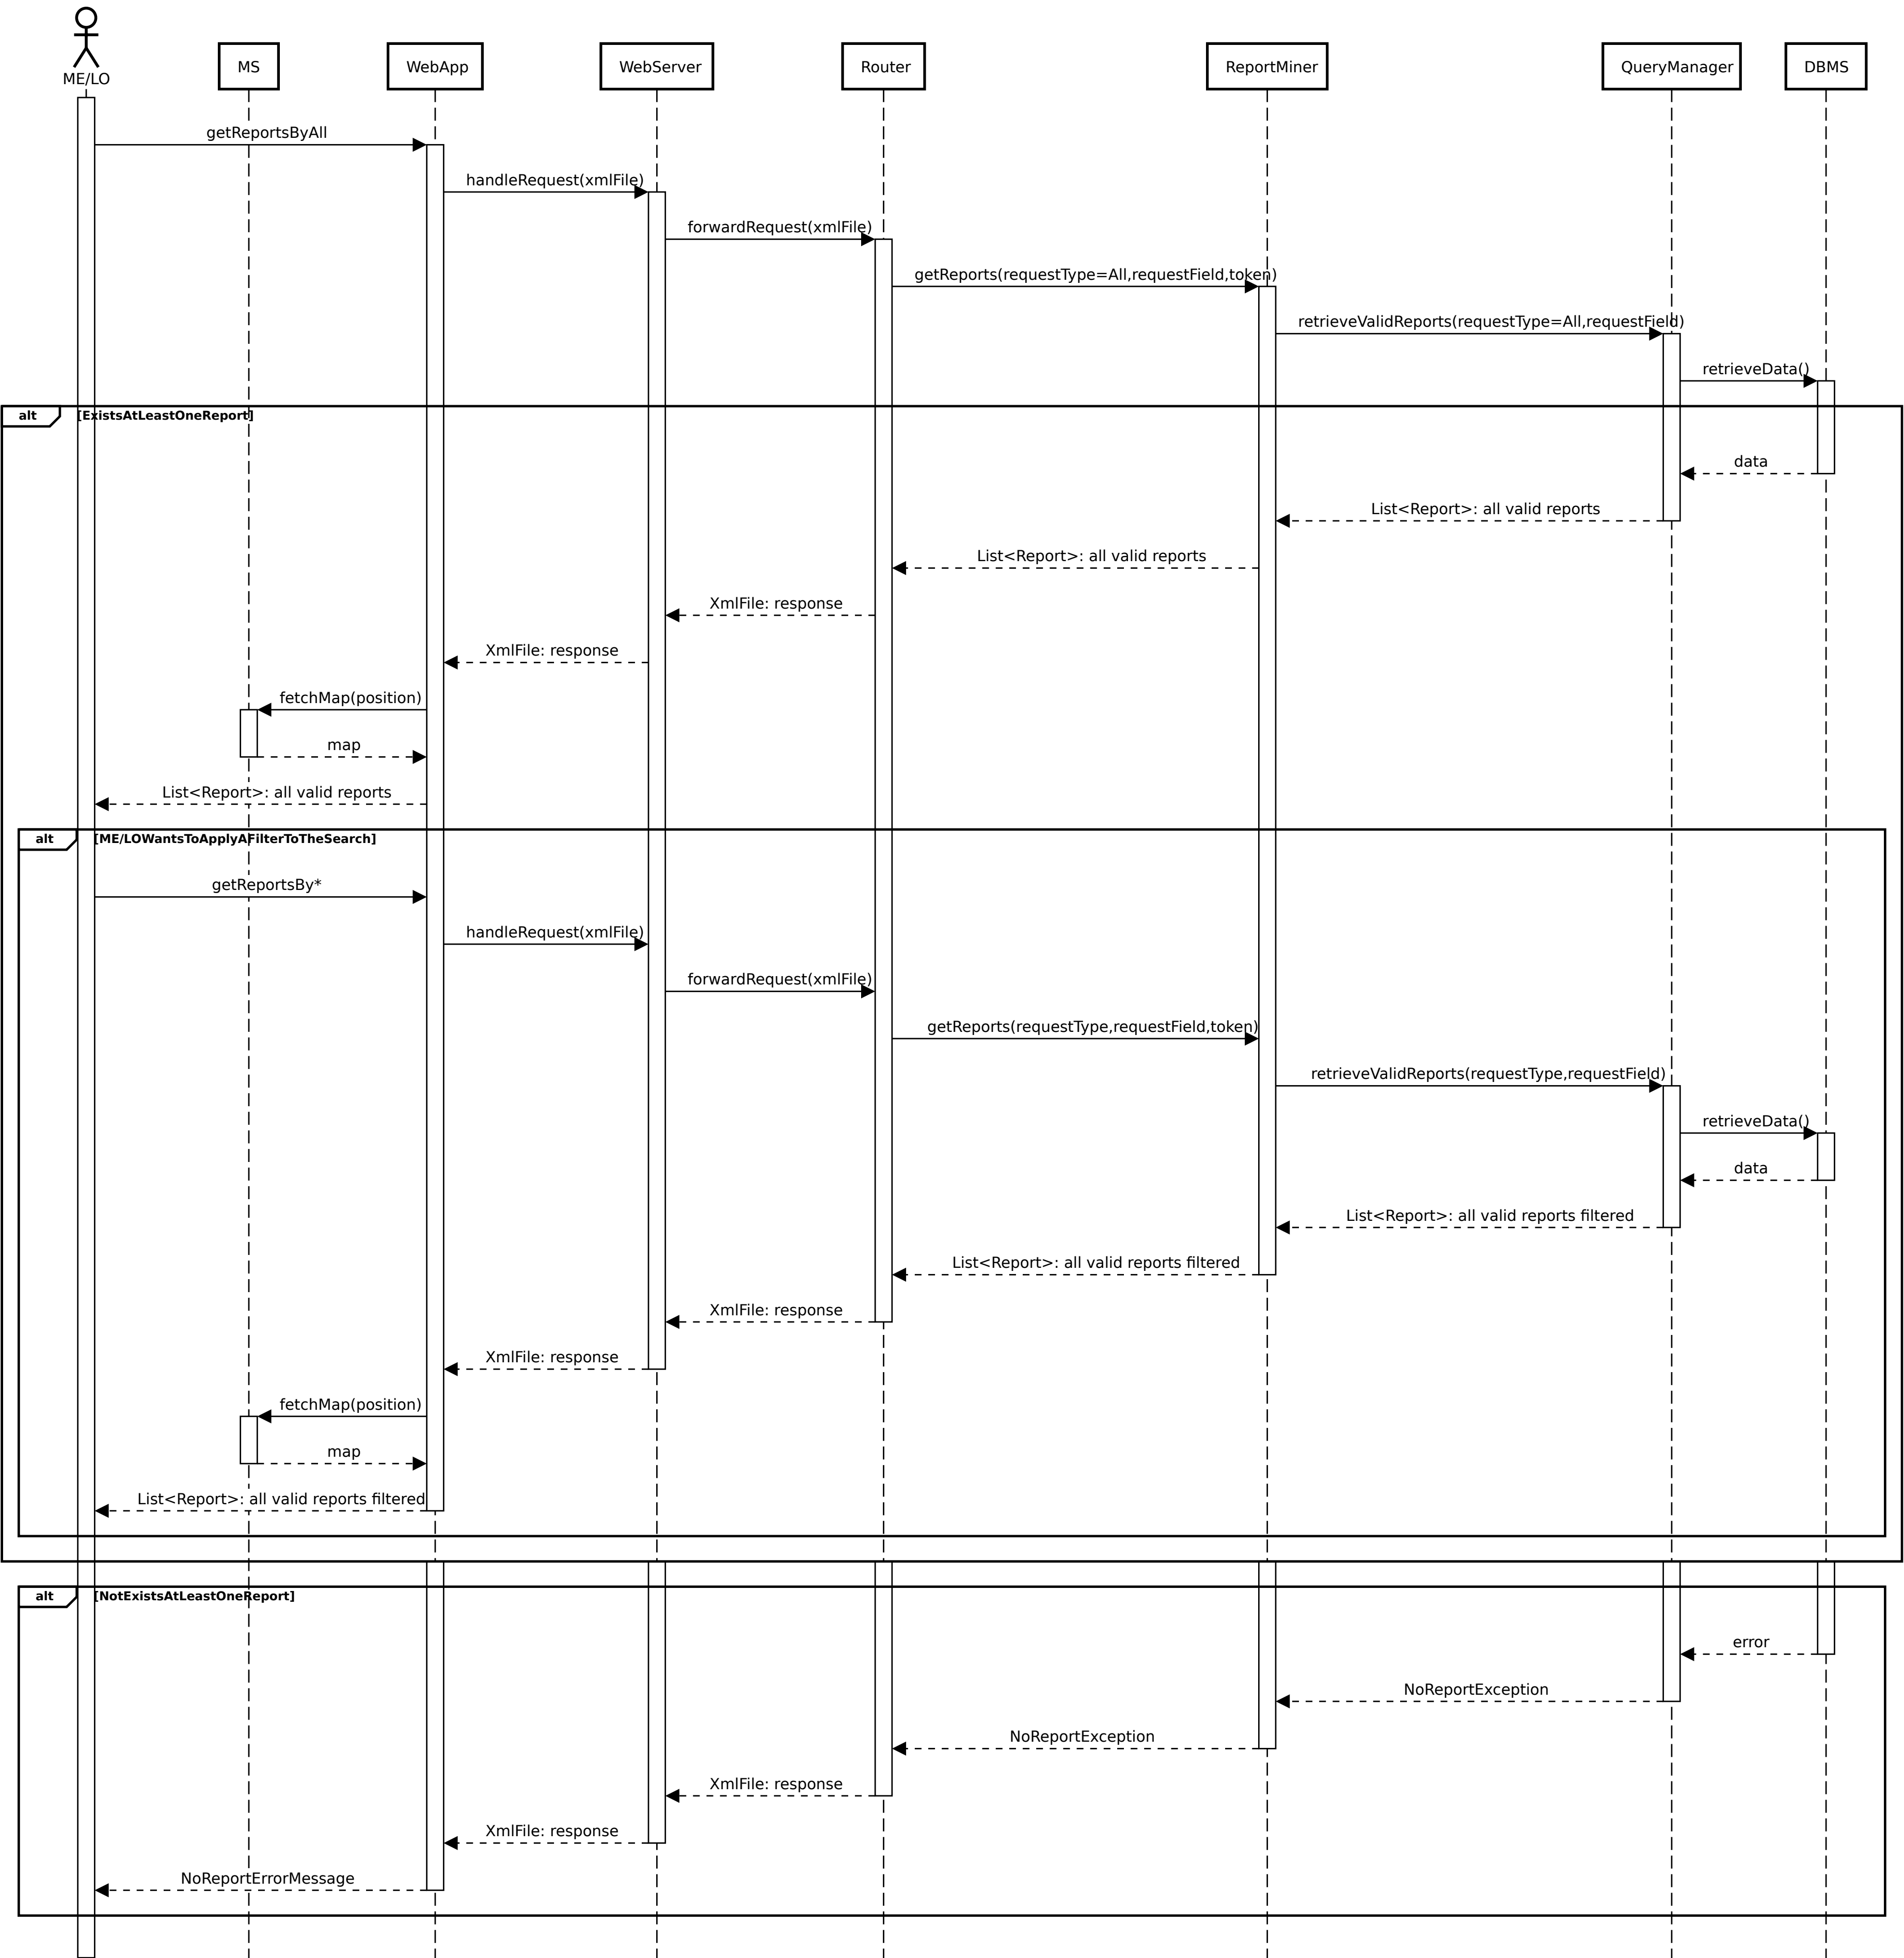 ME/LO
MS
WebApp
WebServer
Router
ReportMiner
QueryManager
DBMS
getReportsByAll
handleRequest(xmlFile)
forwardRequest(xmlFile)
getReports(requestType=All,requestField,token)
retrieveValidReports(requestType=All,requestField)
retrieveData()
alt [ExistsAtLeastOneReport]
data
List<Report>: all valid reports
List<Report>: all valid reports
XmlFile: response
XmlFile: response
fetchMap(position)
map
List<Report>: all valid reports
alt [ME/LOWantsToApplyAFilterToTheSearch]
getReportsBy*
handleRequest(xmlFile)
forwardRequest(xmlFile)
getReports(requestType,requestField,token)
retrieveValidReports(requestType,requestField)
retrieveData()
data
List<Report>: all valid reports filtered
List<Report>: all valid reports filtered
XmlFile: response
XmlFile: response
fetchMap(position)
map
List<Report>: all valid reports filtered
alt [NotExistsAtLeastOneReport]
error
NoReportException
NoReportException
XmlFile: response
XmlFile: response
NoReportErrorMessage